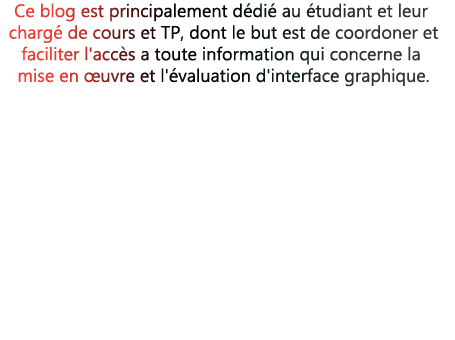 Ce blog est principalement dédié au étudiant et leur
chargé de cours et TP, dont le but est de coordoner et
faciliter l'accès a toute information qui concerne la
mise en œuvre et l'évaluation d'interface graphique.